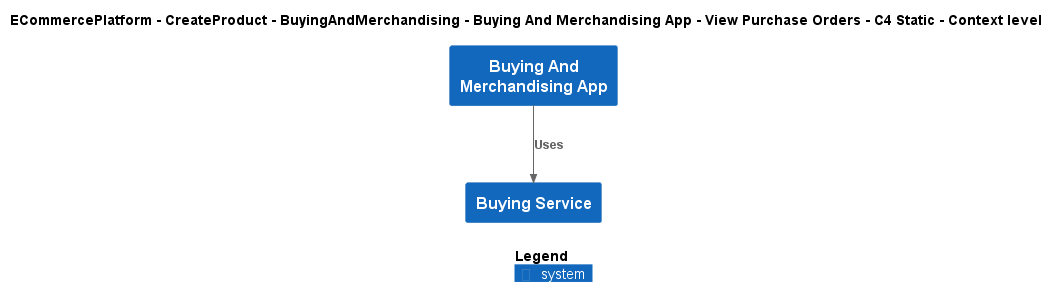 ECommercePlatform - CreateProduct - BuyingAndMerchandising - Buying And Merchandising App - View Purchase Orders - C4 Static - Context level
Buying And
Merchandising App
Uses
Buying Service
Legend
system